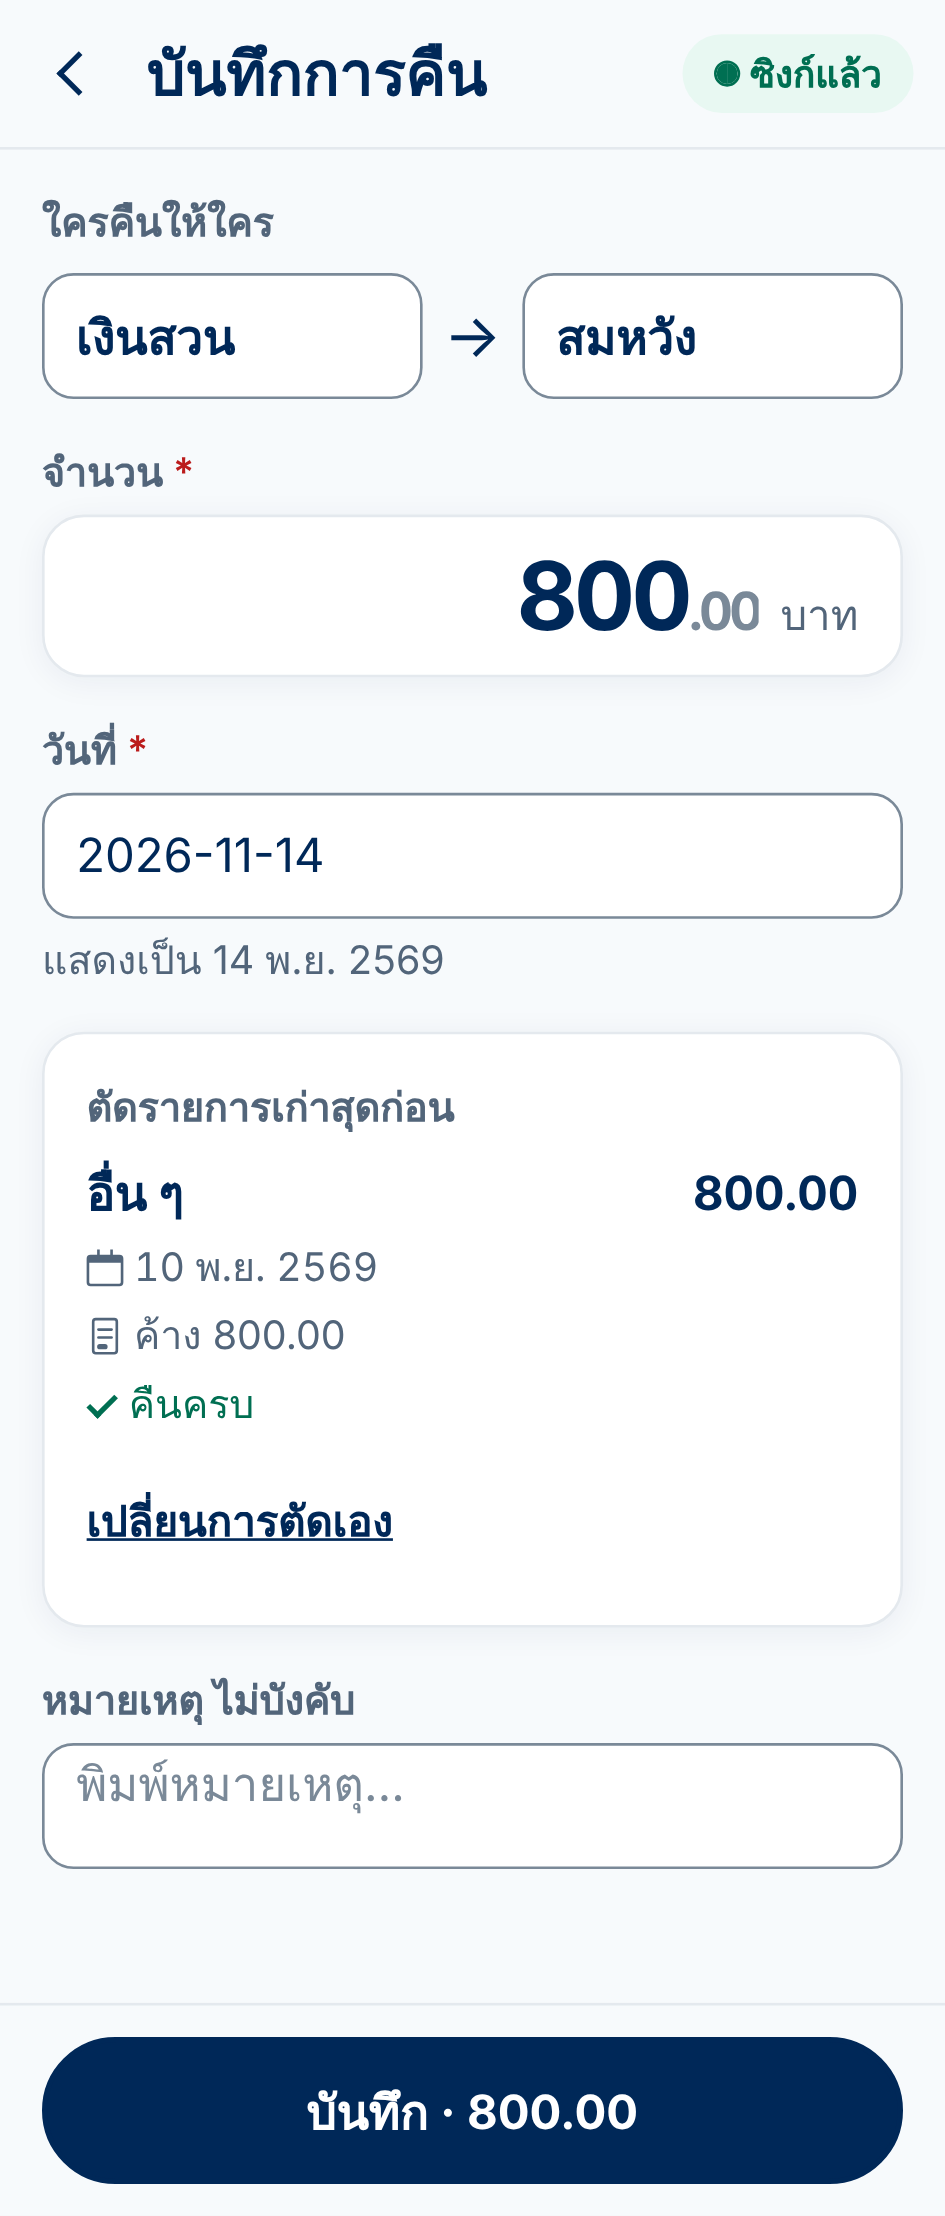 บันทึกการคืน
ซิงก์แล้ว
ใครคืนให้ใคร
เงินสวน → สมหวัง
จำนวน *
800.00 บาท
วันที่ *
2026-11-14
แสดงเป็น 14 พ.ย. 2569
ตัดรายการเก่าสุดก่อน
อื่น ๆ 800.00
10 พ.ย. 2569
ค้าง 800.00
คืนครบ
เปลี่ยนการตัดเอง
หมายเหตุ ไม่บังคับ
พิมพ์หมายเหตุ...
บันทึก · 800.00